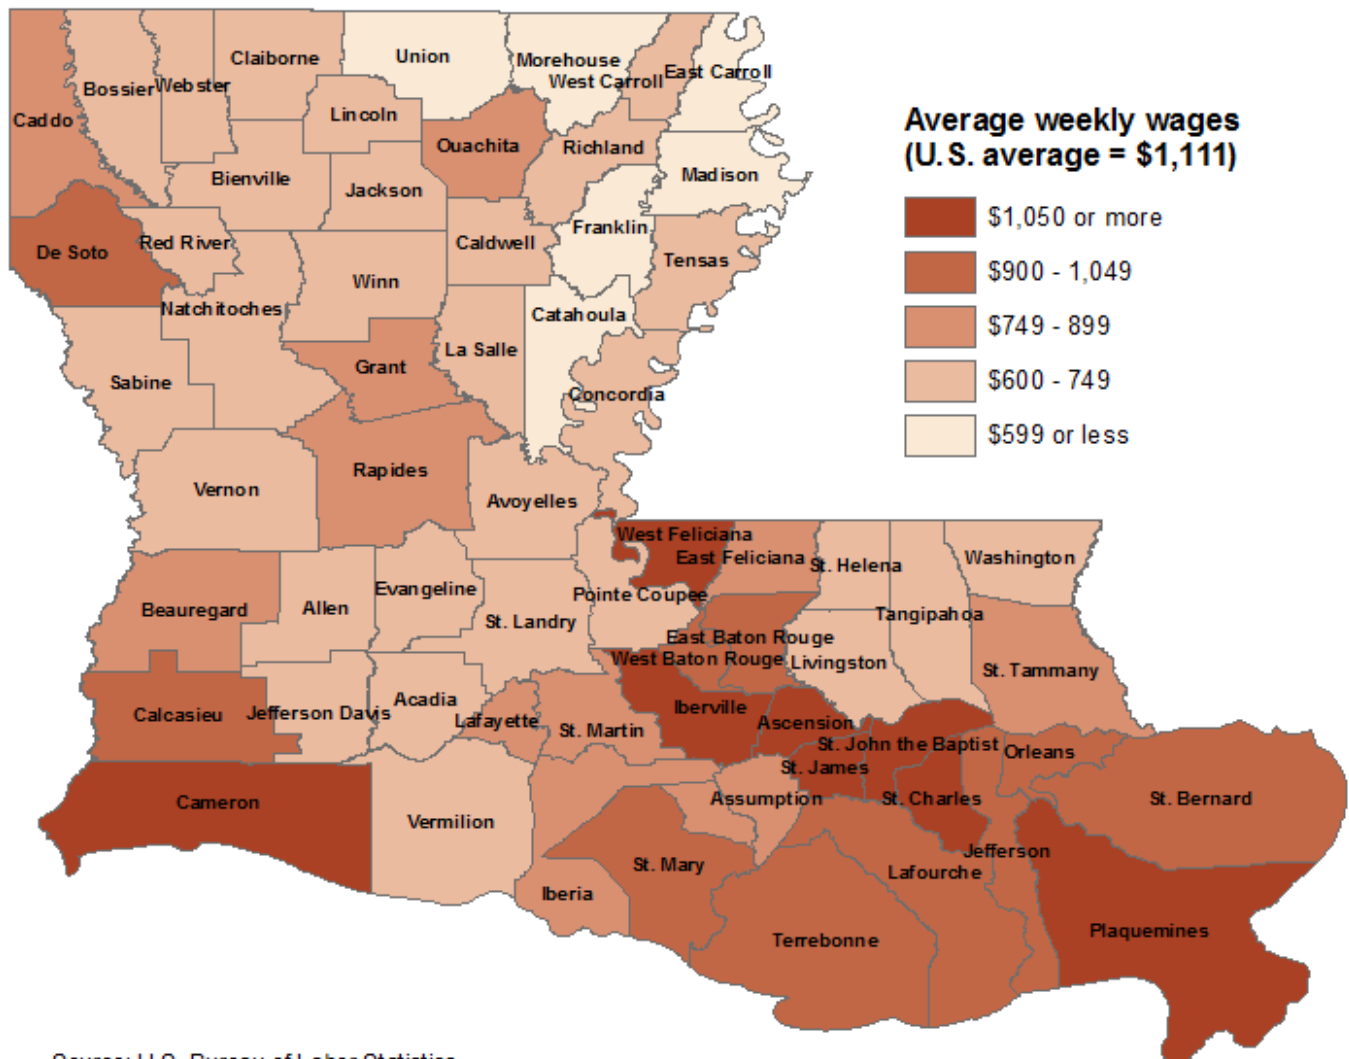 Union
Claiborne
Morehouse
West Carroll
East Carroll
Bossier
Webster
Caddo
Lincoln
Ouachita
Richland
Madison
Bienville
Jackson
Franklin
De Soto
Red River
Caldwell
Tensas
Winn
Natchitoches
Catahoula
La Salle
Grant
Sabine
Concordia
Rapides
Vernon
Avoyelles
West Feliciana
East Feliciana
St. Helena
Washington
Evangeline
Pointe Coupee
Beauregard
Allen
Tangipahoa
St. Landry
East Baton Rouge
West Baton Rouge
Livingston
St. Tammany
Acadia
Iberville
Calcasieu
Jefferson Davis
Lafayette
St. Martin
Ascension
St. John the Baptist
Orleans
St. James
Cameron
Assumption
St. Charles
St. Bernard
Vermilion
Jefferson
St. Mary
Lafourche
Iberia
Terrebonne
Plaquemines
Average weekly wages
(U.S. average = $1,111)
$1,050 or more
$900 - 1,049
$749 - 899
$600 - 749
$599 or less
Source: U.S. Bureau of Labor Statistics